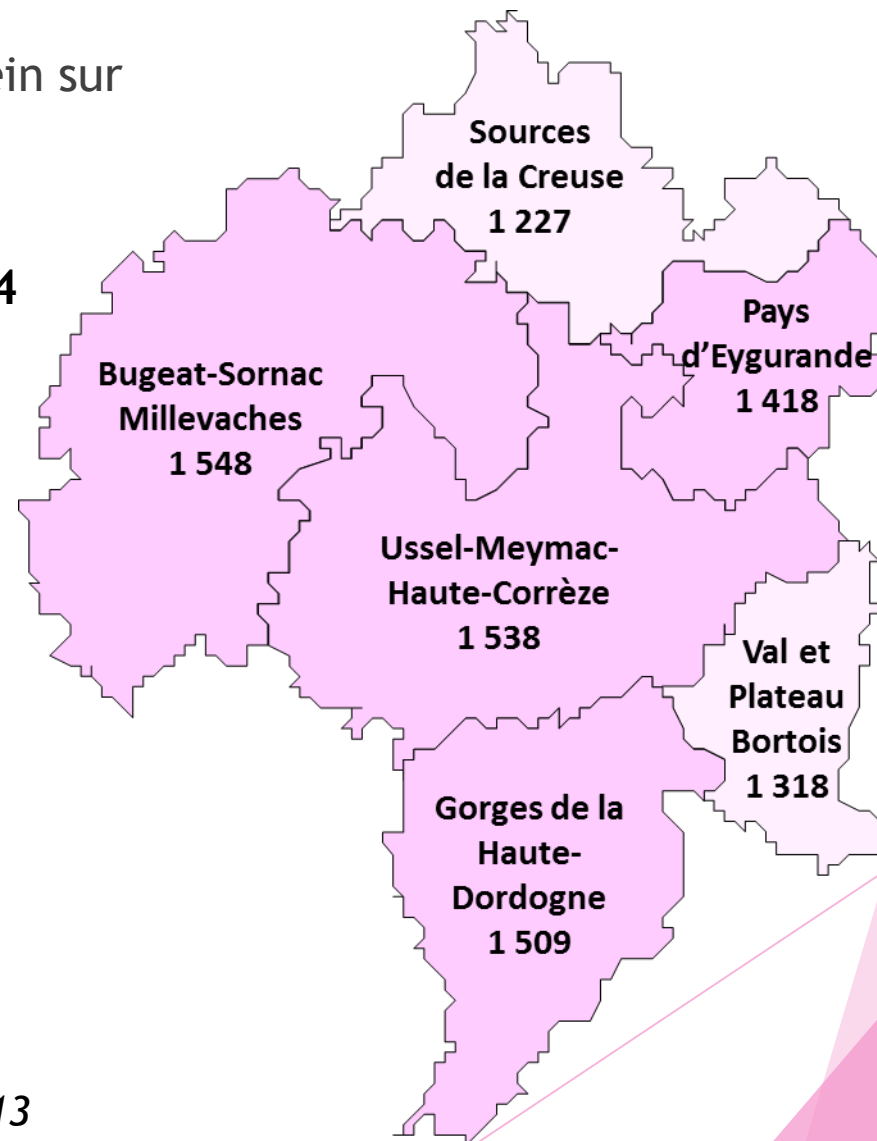 ein sur
Sources
de la Creuse
1 227
4
Pays
d'Eygurande
1 418
Bugeat-Sornac
Millevaches
1 548
Ussel-Meymac-
Haute-Corrèze
1 538
Val et
Plateau
Bortois
1 318
Gorges de la
Haute-
Dordogne
1 509
13